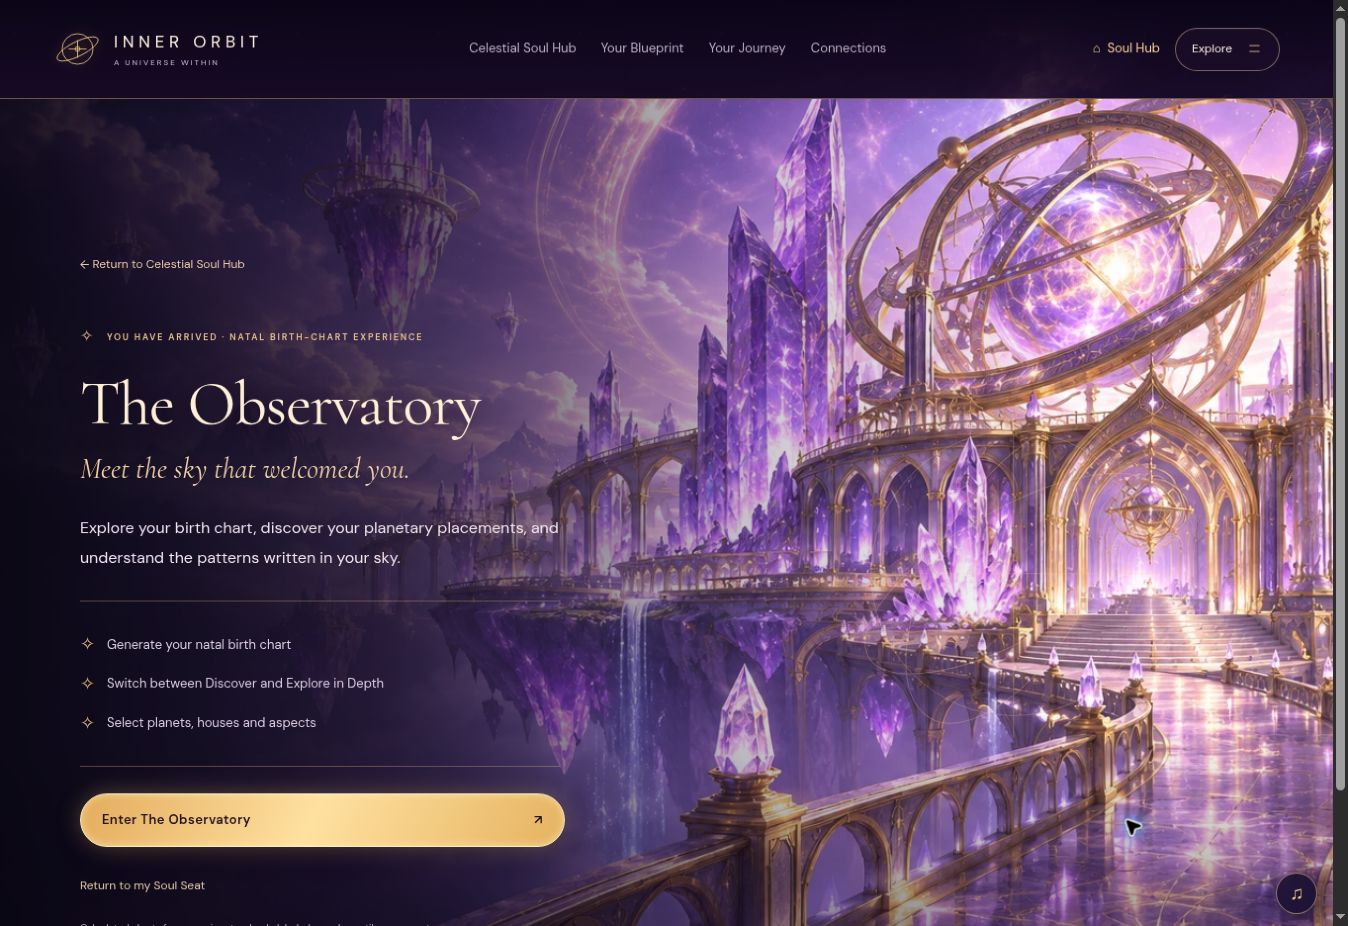 INNER ORBIT
A UNIVERSE WITHIN
Celestial Soul Hub
Your Blueprint
Your Journey
Connections
⌂ Soul Hub
Explore
← Return to Celestial Soul Hub
YOU HAVE ARRIVED · NATAL BIRTH-CHART EXPERIENCE
The Observatory
Meet the sky that welcomed you.
Explore your birth chart, discover your planetary placements, and
understand the patterns written in your sky.
Generate your natal birth chart
Switch between Discover and Explore in Depth
Select planets, houses and aspects
Enter The Observatory ↗
Return to my Soul Seat